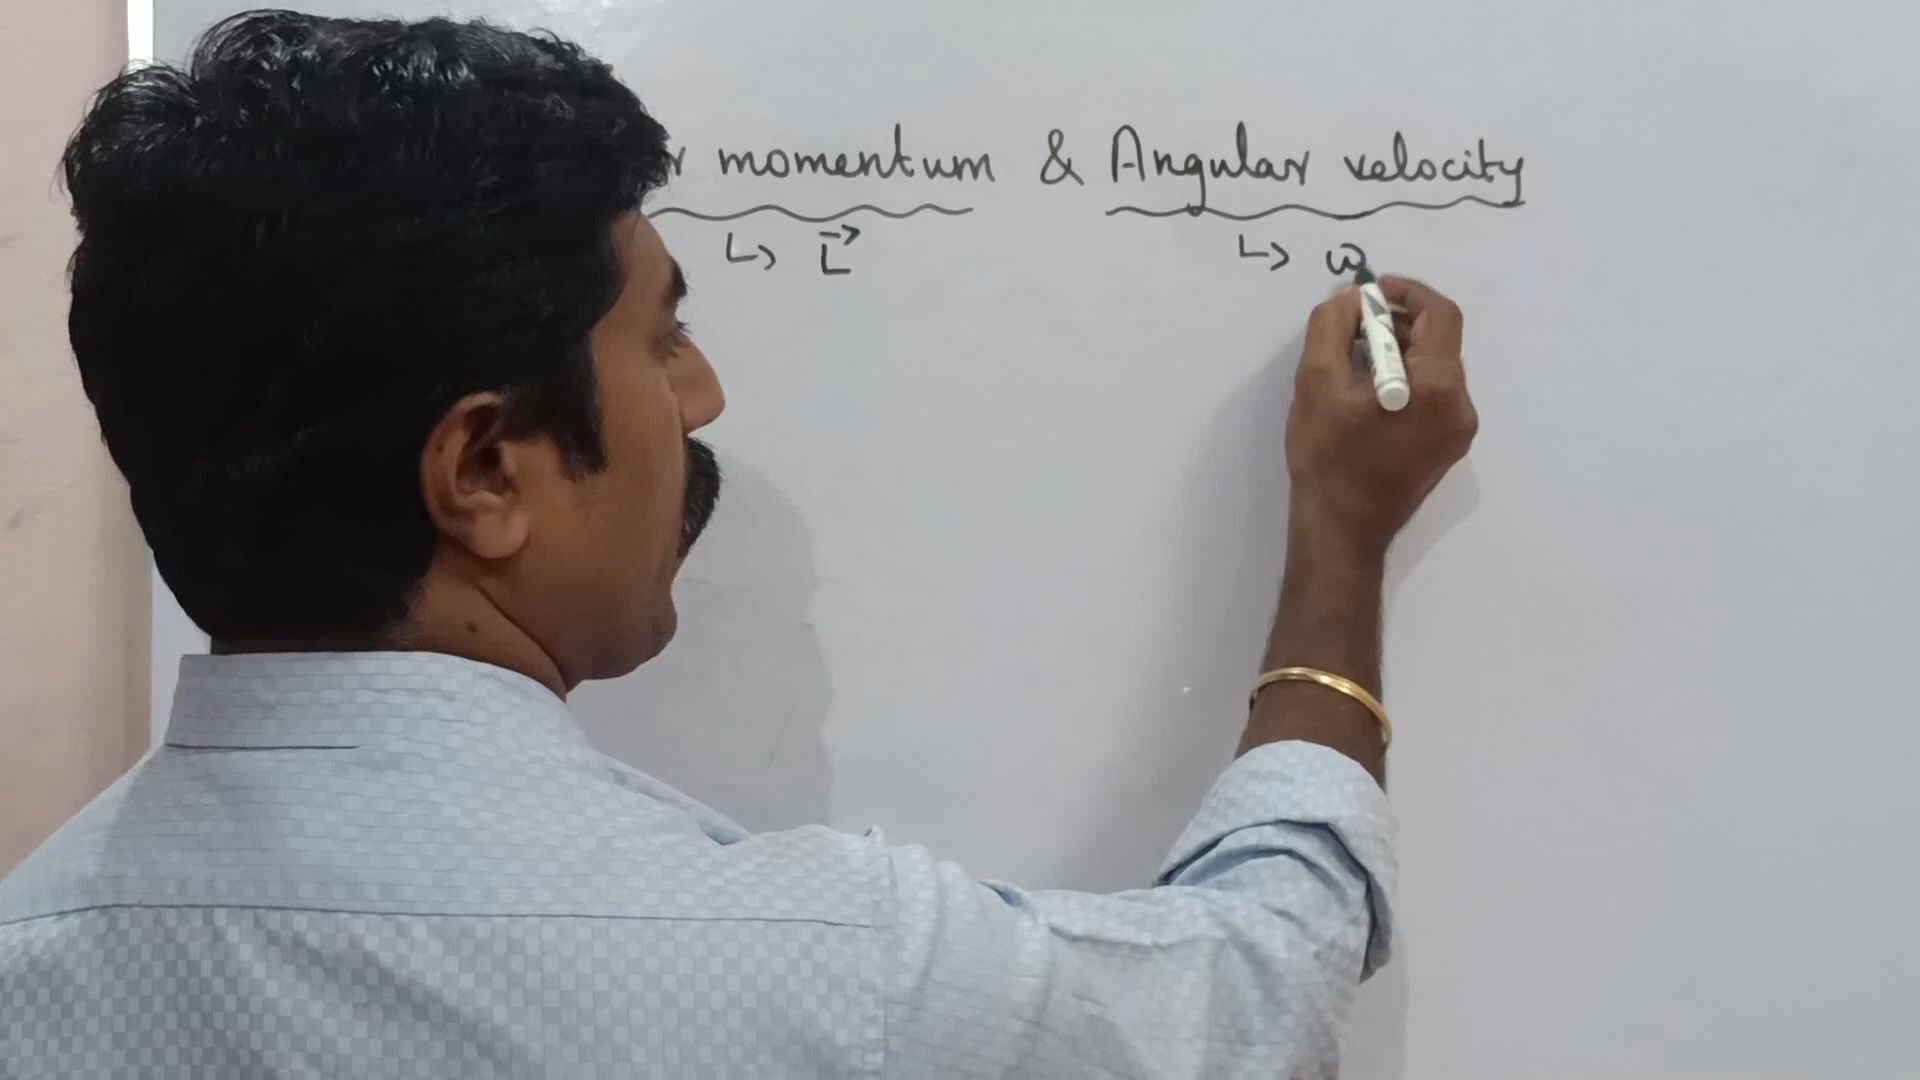 momentum & Angular velocity
↳ L⃗ ↳ ω